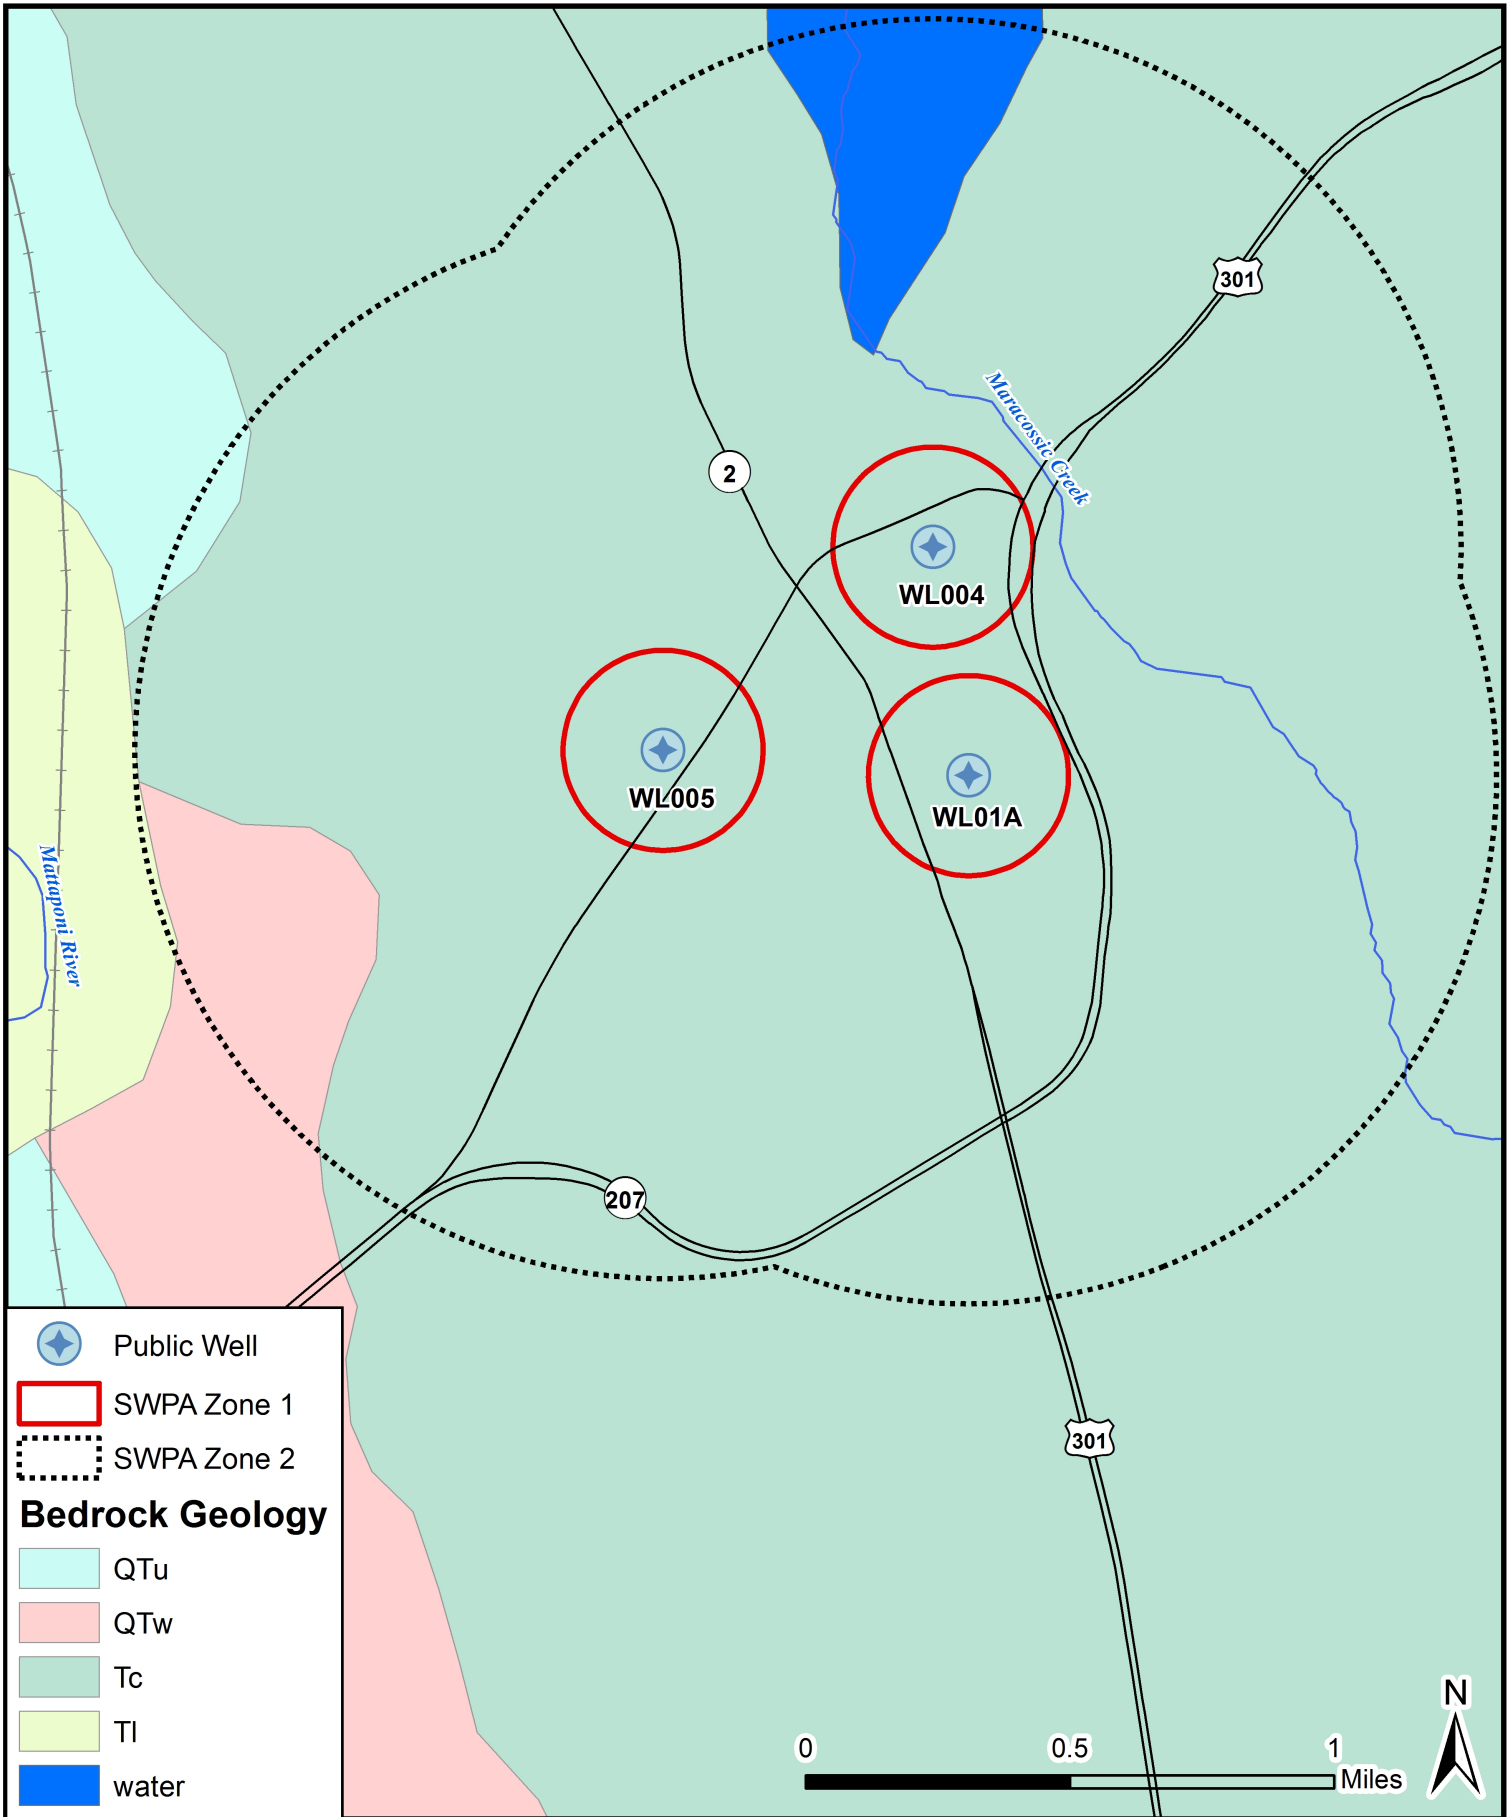 301
Maracossic Creek
2
WL004
WL005
WL01A
Mattaponi River
207
301
Public Well
SWPA Zone 1
SWPA Zone 2
Bedrock Geology
QTu
QTw
Tc
Tl
water
N
0 0.5 1
Miles